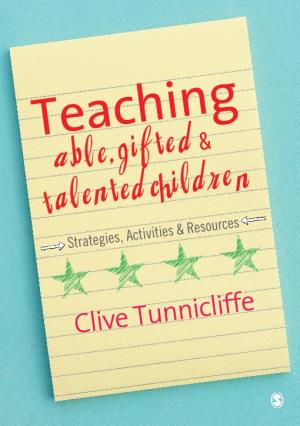 Teaching
able, gifted &
talented children
Strategies, Activities & Resources
Clive Tunnicliffe